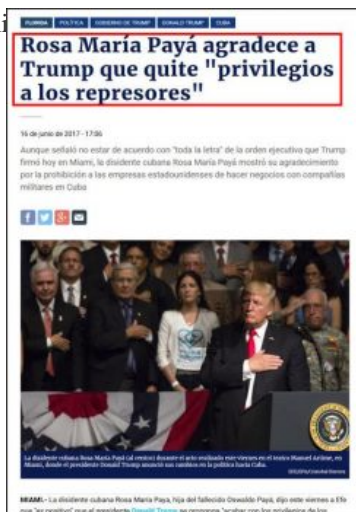 FLORIDA POLÍTICA GOBIERNO DE TRUMP DONALD TRUMP CUBA
Rosa María Payá agradece a
Trump que quite "privilegios
a los represores"
16 de junio de 2017 - 17:06
Aunque señaló no estar de acuerdo con "toda la letra" de la orden ejecutiva que Trump
firmó hoy en Miami, la disidente cubana Rosa María Payá mostró su agradecimiento
por la prohibición a las empresas estadounidenses de hacer negocios con compañías
militares en Cuba
La disidente cubana Rosa María Payá (al centro) durante el acto realizado este viernes en el teatro Manuel Artime, en
Miami, donde el presidente Donald Trump anunció sus cambios en la política hacia Cuba.
MIAMI.- La disidente cubana Rosa María Payá, hija del fallecido Oswaldo Payá, dijo este viernes a Efe
que "es positivo" que el presidente Donald Trump se proponga "acabar con los privilegios de los